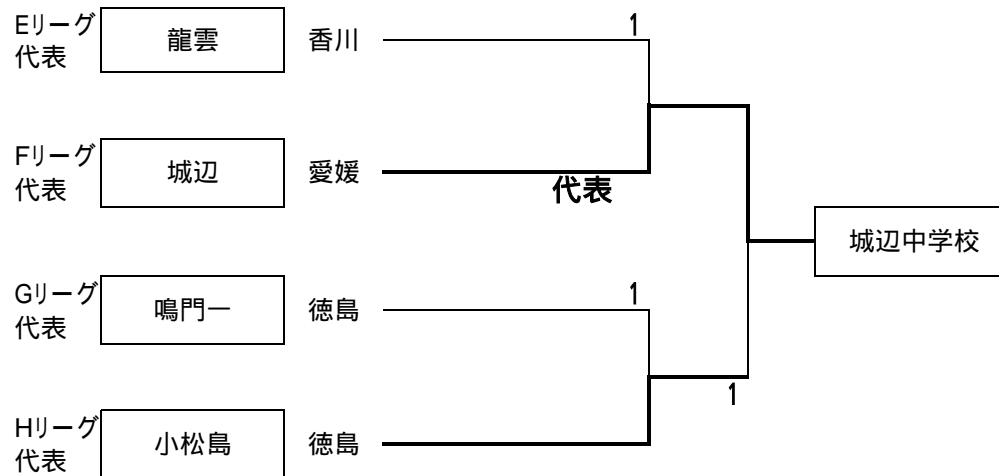 Eリーグ
代表
龍雲
香川
1
Fリーグ
代表
城辺
愛媛
代表
城辺中学校
Gリーグ
代表
鳴門一
徳島
1
1
Hリーグ
代表
小松島
徳島